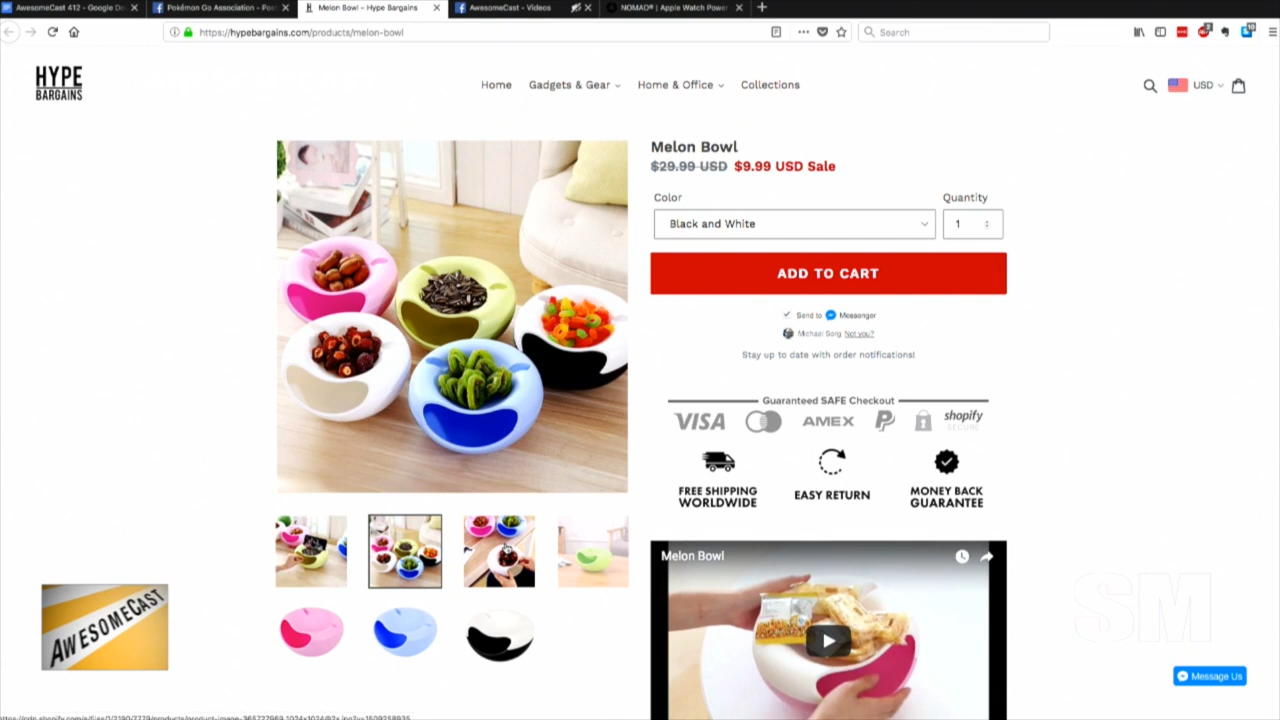 AwesomeCast 412 - Google Do
Pokémon Go Association - Pos
Melon Bowl – Hype Bargains
AwesomeCast - Videos
NOMAD® | Apple Watch Power
https://hypebargains.com/products/melon-bowl
Search
HYPE
BARGAINS
Home
Gadgets & Gear
Home & Office
Collections
USD
Melon Bowl
$29.99 USD $9.99 USD Sale
Color
Quantity
Black and White
1
ADD TO CART
Send to Messenger
Michael Sorg Not you?
Stay up to date with order notifications!
Guaranteed SAFE Checkout
VISA
AMEX
shopify
SECURE
FREE SHIPPING
WORLDWIDE
EASY RETURN
MONEY BACK
GUARANTEE
Melon Bowl
AWESOMECAST
SM
Message Us